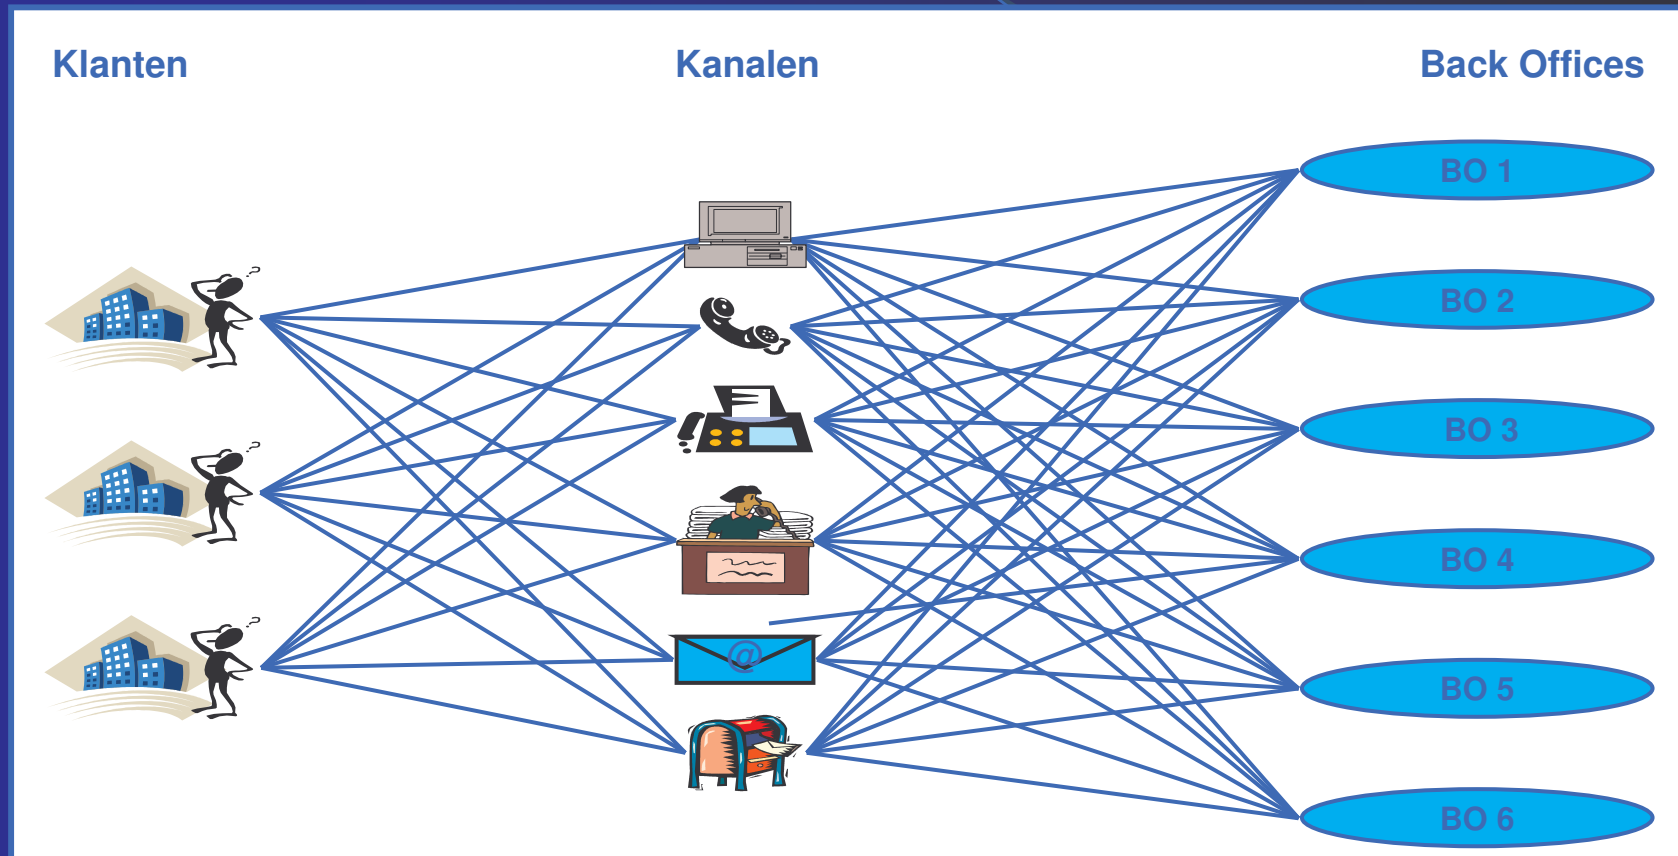 Klanten
Kanalen
Back Offices
BO 1
?
BO 2
BO 3
?
BO 4
?
@
BO 5
BO 6